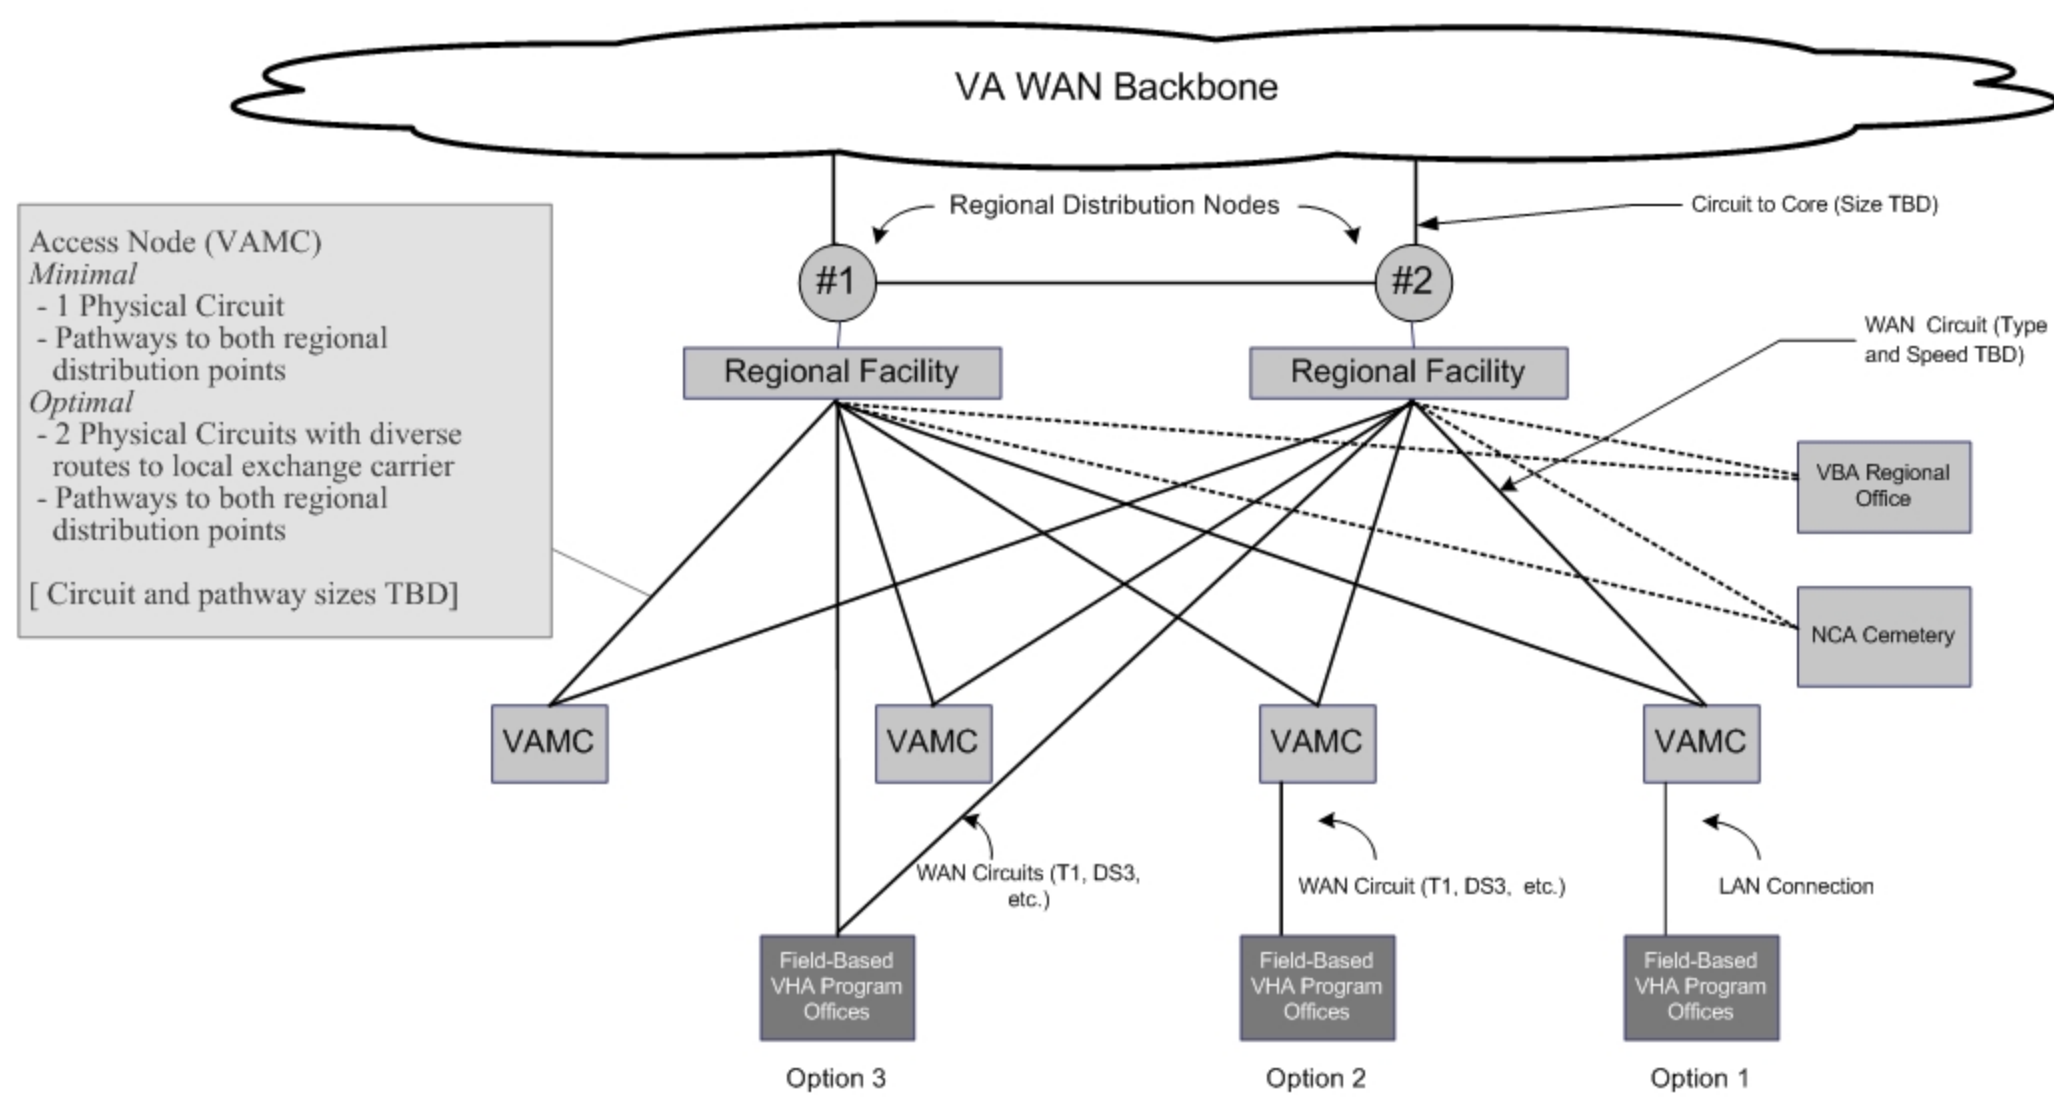 VA WAN Backbone
Regional Distribution Nodes
Circuit to Core (Size TBD)
Access Node (VAMC)
Minimal
- 1 Physical Circuit
- Pathways to both regional
distribution points
Optimal
- 2 Physical Circuits with diverse
routes to local exchange carrier
- Pathways to both regional
distribution points
[ Circuit and pathway sizes TBD]
#1
#2
WAN Circuit (Type
and Speed TBD)
Regional Facility
Regional Facility
VBA Regional
Office
NCA Cemetery
VAMC
VAMC
VAMC
VAMC
WAN Circuits (T1, DS3,
etc.)
WAN Circuit (T1, DS3, etc.)
LAN Connection
Field-Based
VHA Program
Offices
Field-Based
VHA Program
Offices
Field-Based
VHA Program
Offices
Option 3
Option 2
Option 1